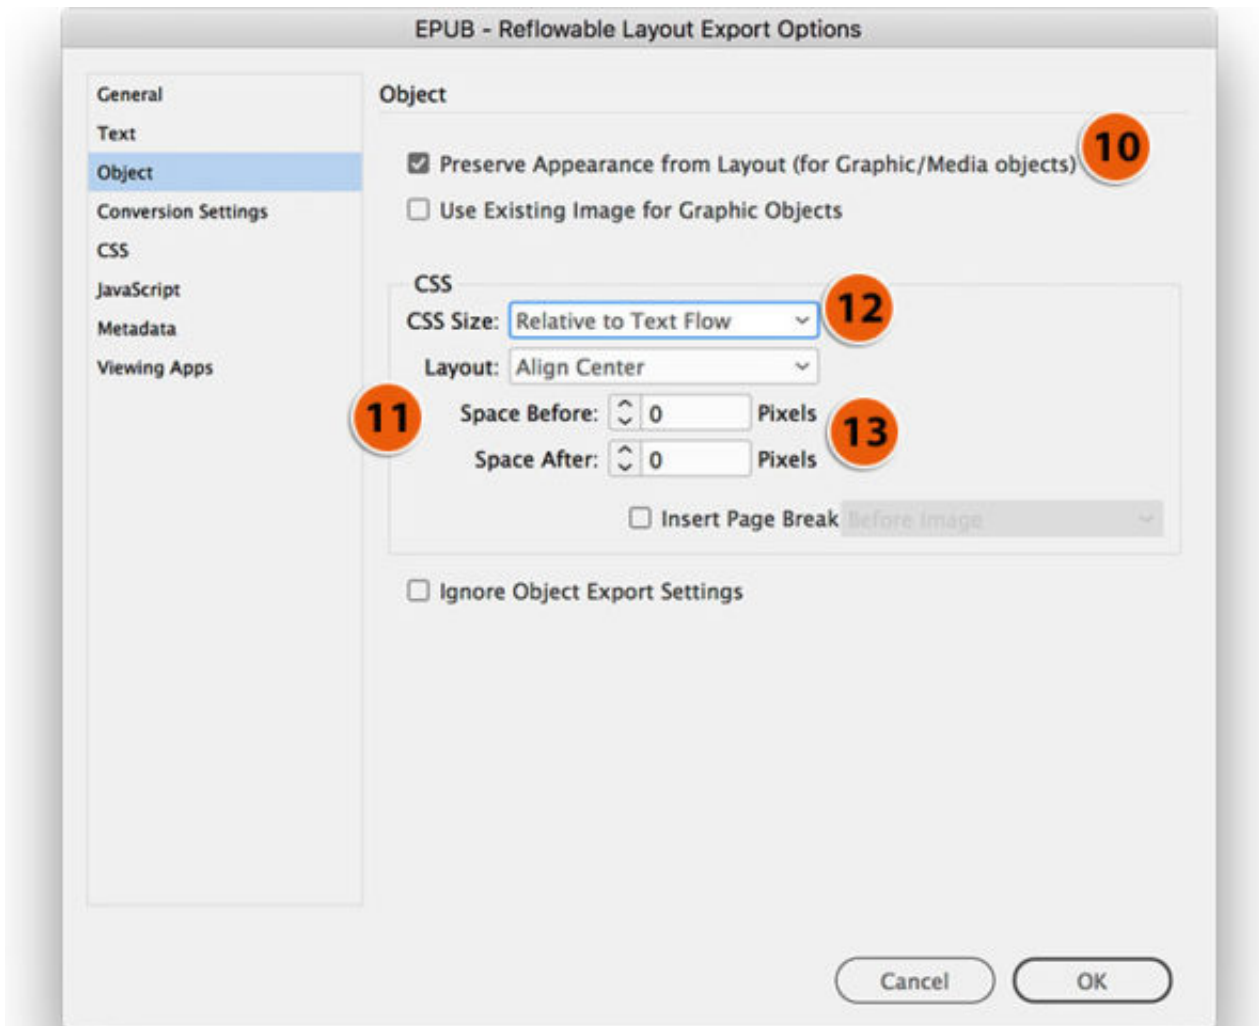 EPUB - Reflowable Layout Export Options
General
Text
Object
Conversion Settings
CSS
JavaScript
Metadata
Viewing Apps
Object
Preserve Appearance from Layout (for Graphic/Media objects)
10
Use Existing Image for Graphic Objects
CSS
CSS Size: Relative to Text Flow
12
Layout: Align Center
11
Space Before: 0 Pixels
13
Space After: 0 Pixels
Insert Page Break Before Image
Ignore Object Export Settings
Cancel OK